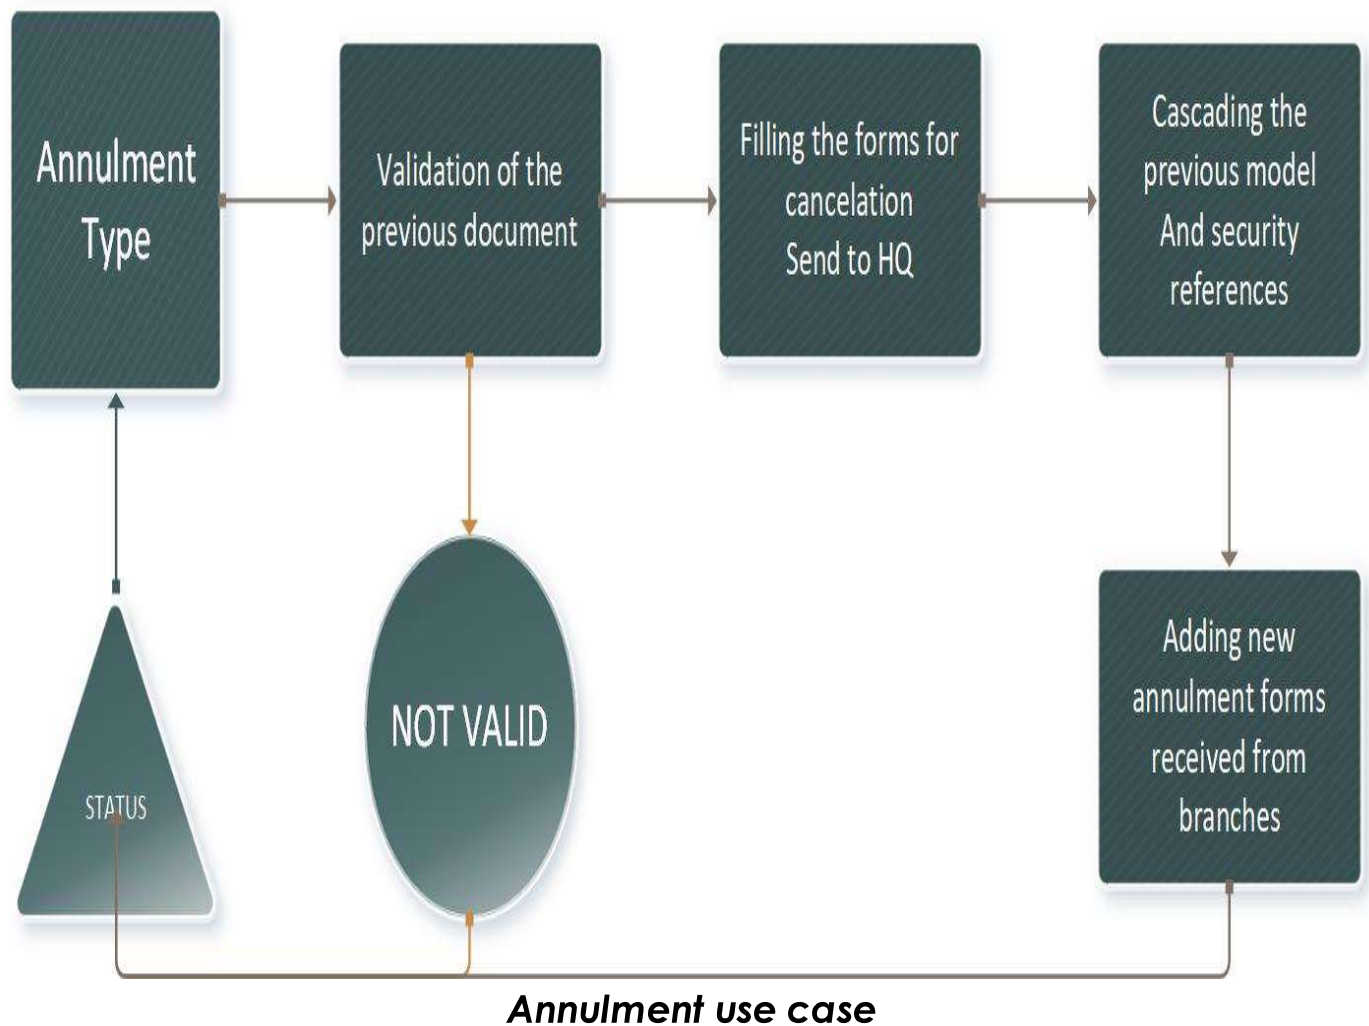 Annulment
Type
Validation of the
previous document
Filling the forms for
cancelation
Send to HQ
Cascading the
previous model
And security
references
STATUS
NOT VALID
Adding new
annulment forms
received from
branches
Annulment use case